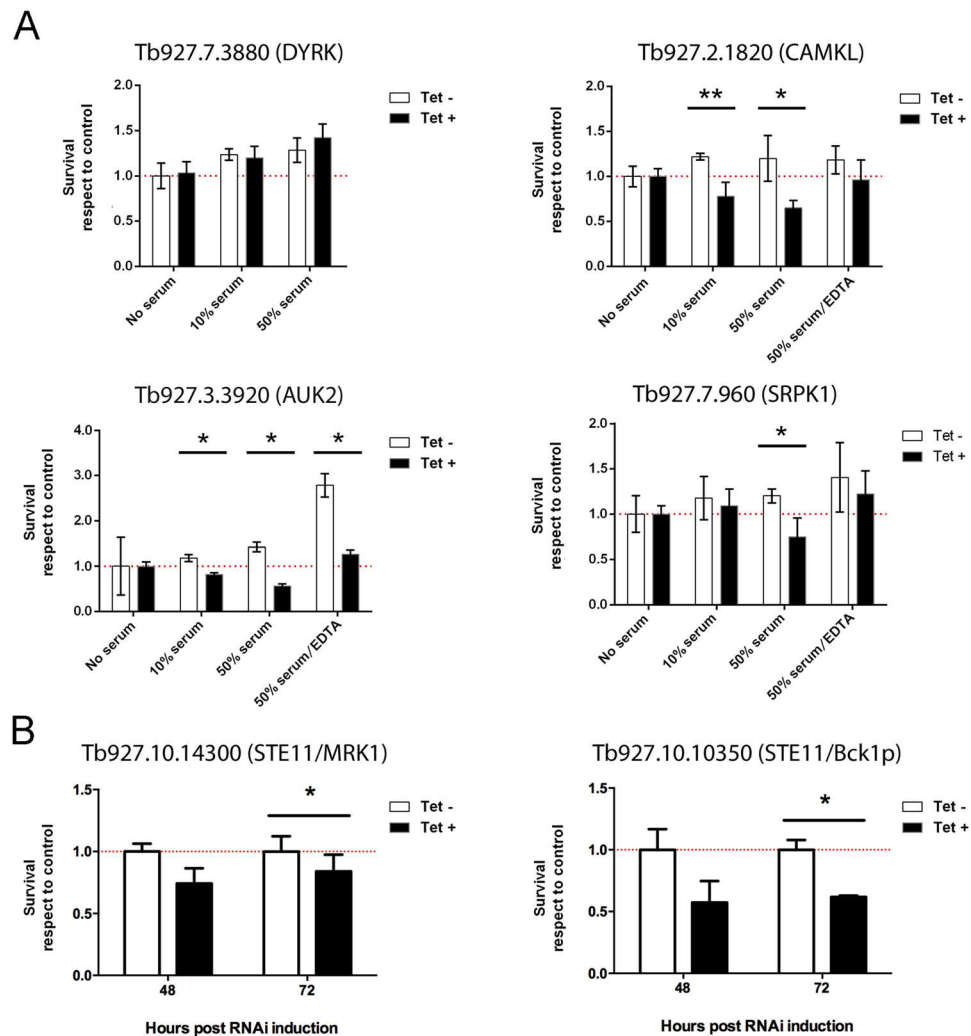 A
Tb927.7.3880 (DYRK)
Survival
respect to control
2.0
1.5
1.0
0.5
0.0
No serum
10% serum
50% serum
Tet -
Tet +
Tb927.2.1820 (CAMKL)
Survival
respect to control
2.0
1.5
1.0
0.5
0.0
**
*
No serum
10% serum
50% serum
50% serum/EDTA
Tet -
Tet +
Tb927.3.3920 (AUK2)
Survival
respect to control
4.0
3.0
2.0
1.0
0.0
*
*
*
No serum
10% serum
50% serum
50% serum/EDTA
Tet -
Tet +
Tb927.7.960 (SRPK1)
Survival
respect to control
2.0
1.5
1.0
0.5
0.0
*
No serum
10% serum
50% serum
50% serum/EDTA
Tet -
Tet +
B
Tb927.10.14300 (STE11/MRK1)
Survival
respect to control
1.5
1.0
0.5
0.0
*
48
72
Hours post RNAi induction
Tet -
Tet +
Tb927.10.10350 (STE11/Bck1p)
Survival
respect to control
1.5
1.0
0.5
0.0
*
48
72
Hours post RNAi induction
Tet -
Tet +